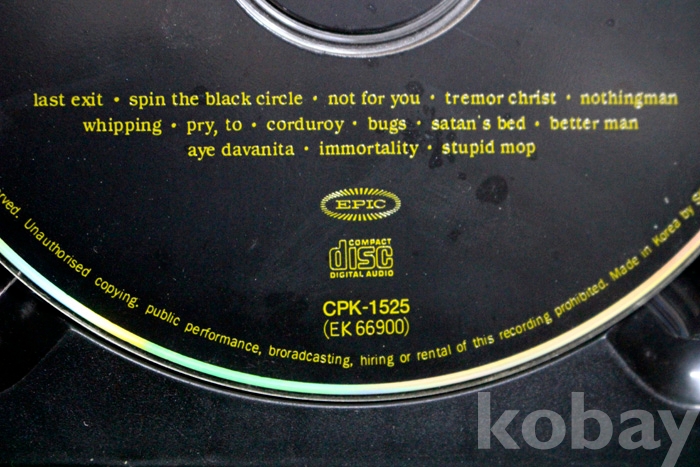 last exit • spin the black circle • not for you • tremor christ • nothingman
whipping • pry, to • corduroy • bugs • satan's bed • better man
aye davanita • immortality • stupid mop
EPIC
COMPACT
disc
DIGITAL AUDIO
CPK-1525
(EK 66900)
Unauthorised copying, public performance, broradcasting, hiring or rental of this recording prohibited. Made in Korea by
kobay